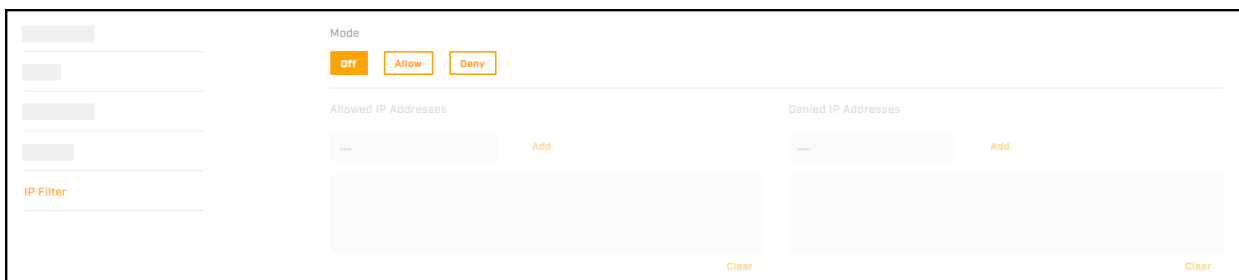 Mode
Off Allow Deny
Allowed IP Addresses Denied IP Addresses
--- Add --- Add
IP Filter
Clear Clear